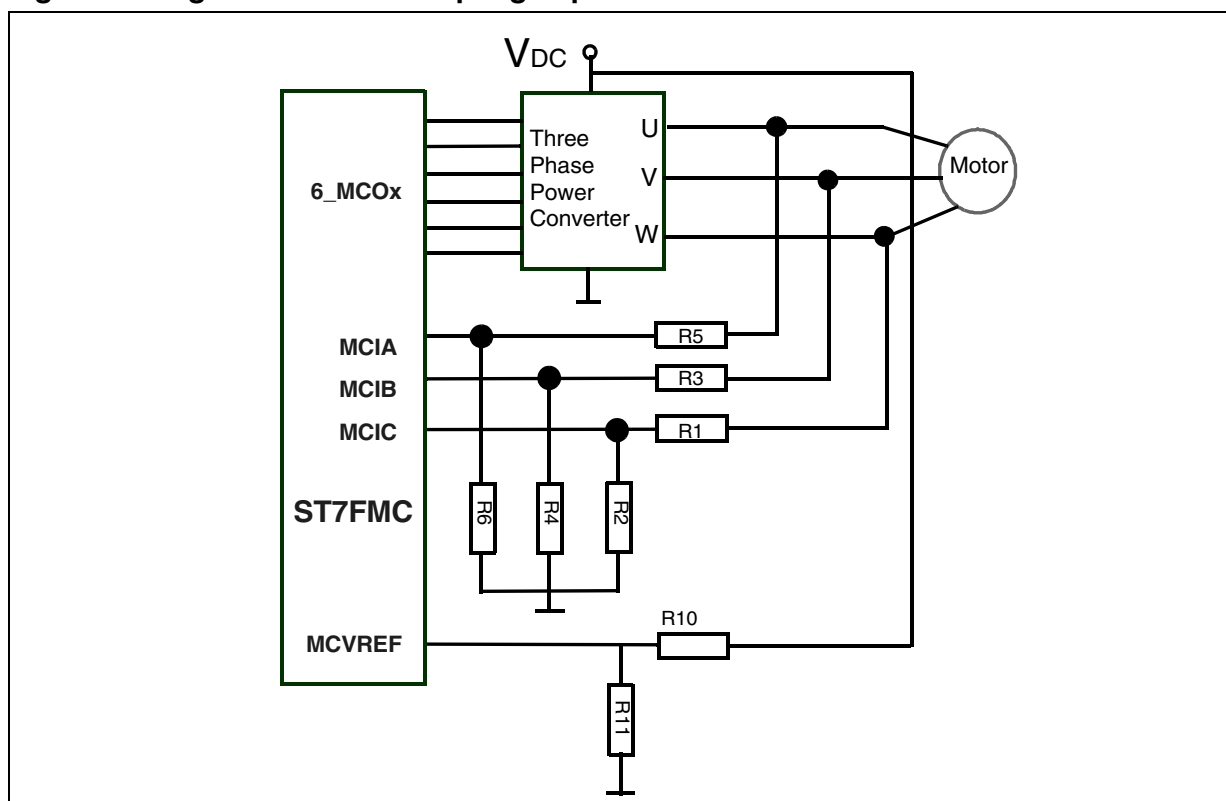 VDC
Three
Phase
Power
Converter
U
V
W
Motor
6_MCOx
MCIA
MCIB
MCIC
R5
R3
R1
ST7FMC
R6
R4
R2
MCVREF
R10
R11